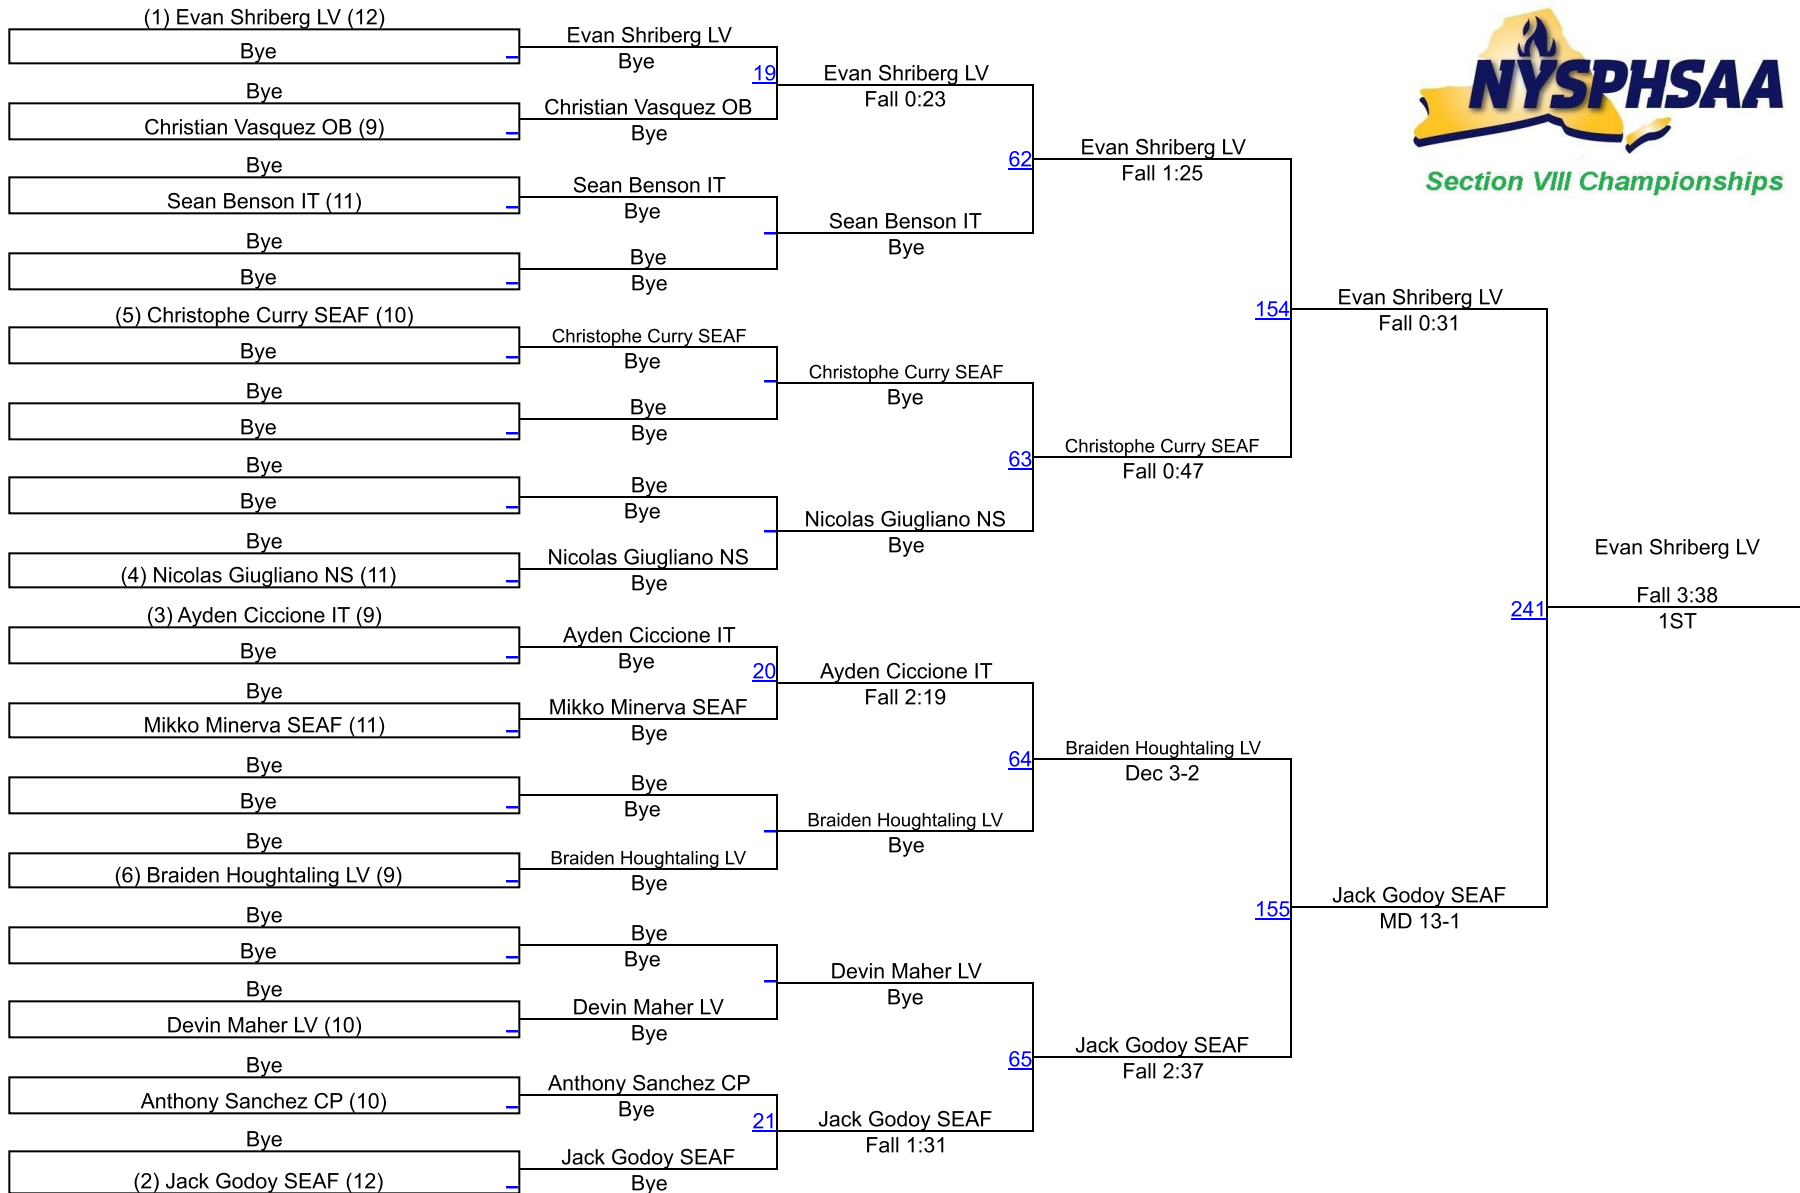 (1) Evan Shriberg LV (12)
Bye
Bye
Christian Vasquez OB (9)
Bye
Sean Benson IT (11)
Bye
Bye
(5) Christophe Curry SEAF (10)
Bye
Bye
Bye
Bye
Bye
Bye
(4) Nicolas Giugliano NS (11)
(3) Ayden Ciccione IT (9)
Bye
Bye
Mikko Minerva SEAF (11)
Bye
Bye
Bye
(6) Braiden Houghtaling LV (9)
Bye
Bye
Bye
Devin Maher LV (10)
Bye
Anthony Sanchez CP (10)
Bye
(2) Jack Godoy SEAF (12)
Evan Shriberg LV
Bye
19
Christian Vasquez OB
Bye
Sean Benson IT
Bye
Bye
Bye
Christophe Curry SEAF
Bye
Bye
Bye
Bye
Bye
Nicolas Giugliano NS
Bye
Ayden Ciccione IT
Bye
20
Mikko Minerva SEAF
Bye
Bye
Bye
Braiden Houghtaling LV
Bye
Bye
Bye
Devin Maher LV
Bye
Anthony Sanchez CP
Bye
21
Jack Godoy SEAF
Bye
Evan Shriberg LV
Fall 0:23
62
Sean Benson IT
Bye
Christophe Curry SEAF
Bye
63
Nicolas Giugliano NS
Bye
Ayden Ciccione IT
Fall 2:19
64
Braiden Houghtaling LV
Bye
Devin Maher LV
Bye
65
Jack Godoy SEAF
Fall 1:31
Evan Shriberg LV
Fall 1:25
154
Christophe Curry SEAF
Fall 0:47
Braiden Houghtaling LV
Dec 3-2
155
Jack Godoy SEAF
Fall 2:37
Evan Shriberg LV
Fall 0:31
241
Jack Godoy SEAF
MD 13-1
Evan Shriberg LV
Fall 3:38
1ST
NYSPHSAA
Section VIII Championships